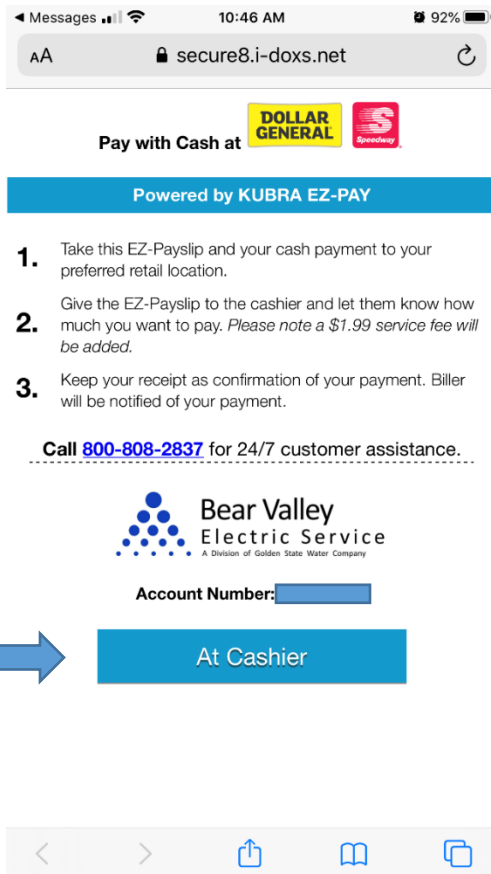 Messages 10:46 AM 92%
AA secure8.i-doxs.net
Pay with Cash at DOLLAR GENERAL Speedway
Powered by KUBRA EZ-PAY
1. Take this EZ-Payslip and your cash payment to your
preferred retail location.
2. Give the EZ-Payslip to the cashier and let them know how
much you want to pay. Please note a $1.99 service fee will
be added.
3. Keep your receipt as confirmation of your payment. Biller
will be notified of your payment.
Call 800-808-2837 for 24/7 customer assistance.
Bear Valley
Electric Service
A Division of Golden State Water Company
Account Number:
At Cashier